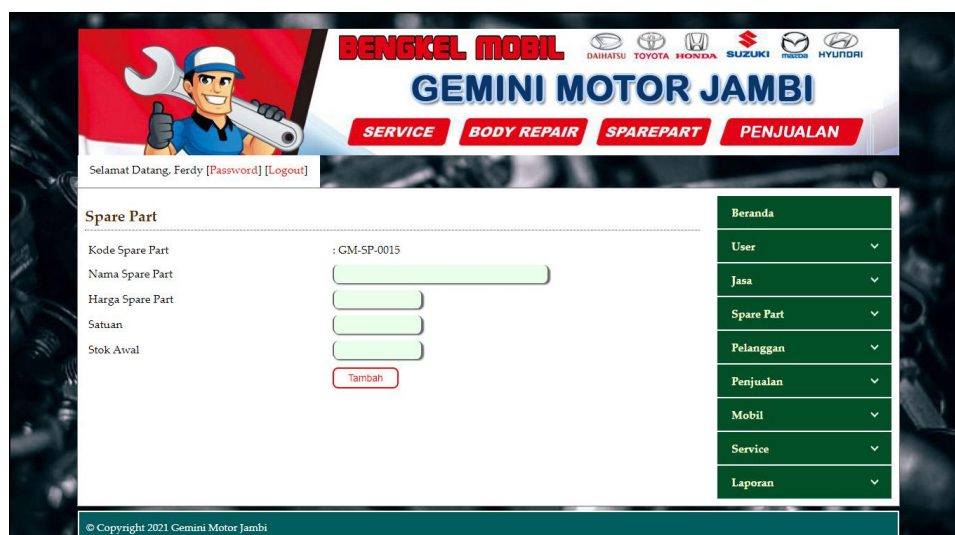 BENGKEL MOBIL
DAIHATSU TOYOTA HONDA SUZUKI mazda HYUNDAI
GEMINI MOTOR JAMBI
SERVICE BODY REPAIR SPAREPART PENJUALAN
Selamat Datang, Ferdy [Password] [Logout]
Spare Part
Kode Spare Part : GM-SP-0015
Nama Spare Part
Harga Spare Part
Satuan
Stok Awal
Tambah
Beranda
User
Jasa
Spare Part
Pelanggan
Penjualan
Mobil
Service
Laporan
© Copyright 2021 Gemini Motor Jambi